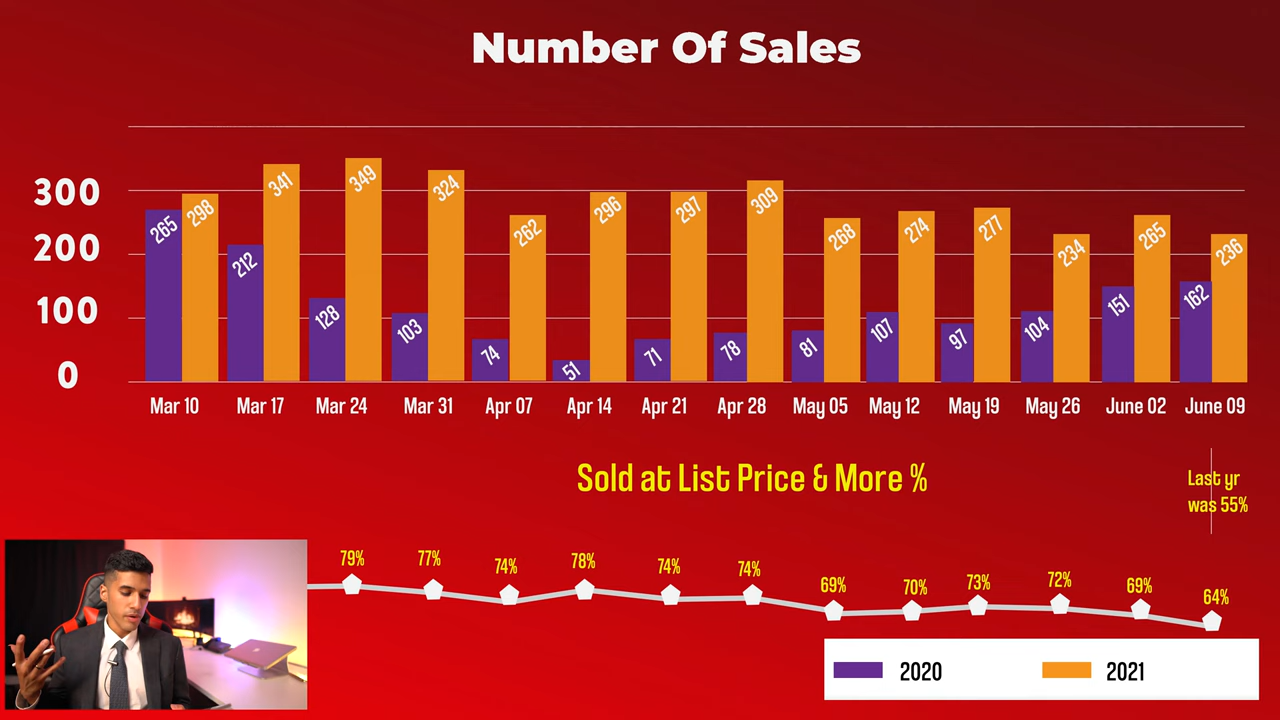 Number Of Sales
300
200
100
0
265 298 212 341 128 349 103 324 74 262 51 296 71 297 78 309 81 268 107 274 97 277 104 234 151 265 162 236
Mar 10 Mar 17 Mar 24 Mar 31 Apr 07 Apr 14 Apr 21 Apr 28 May 05 May 12 May 19 May 26 June 02 June 09
Sold at List Price & More %
Last yr
was 55%
79% 77% 74% 78% 74% 74% 69% 70% 73% 72% 69% 64%
2020 2021